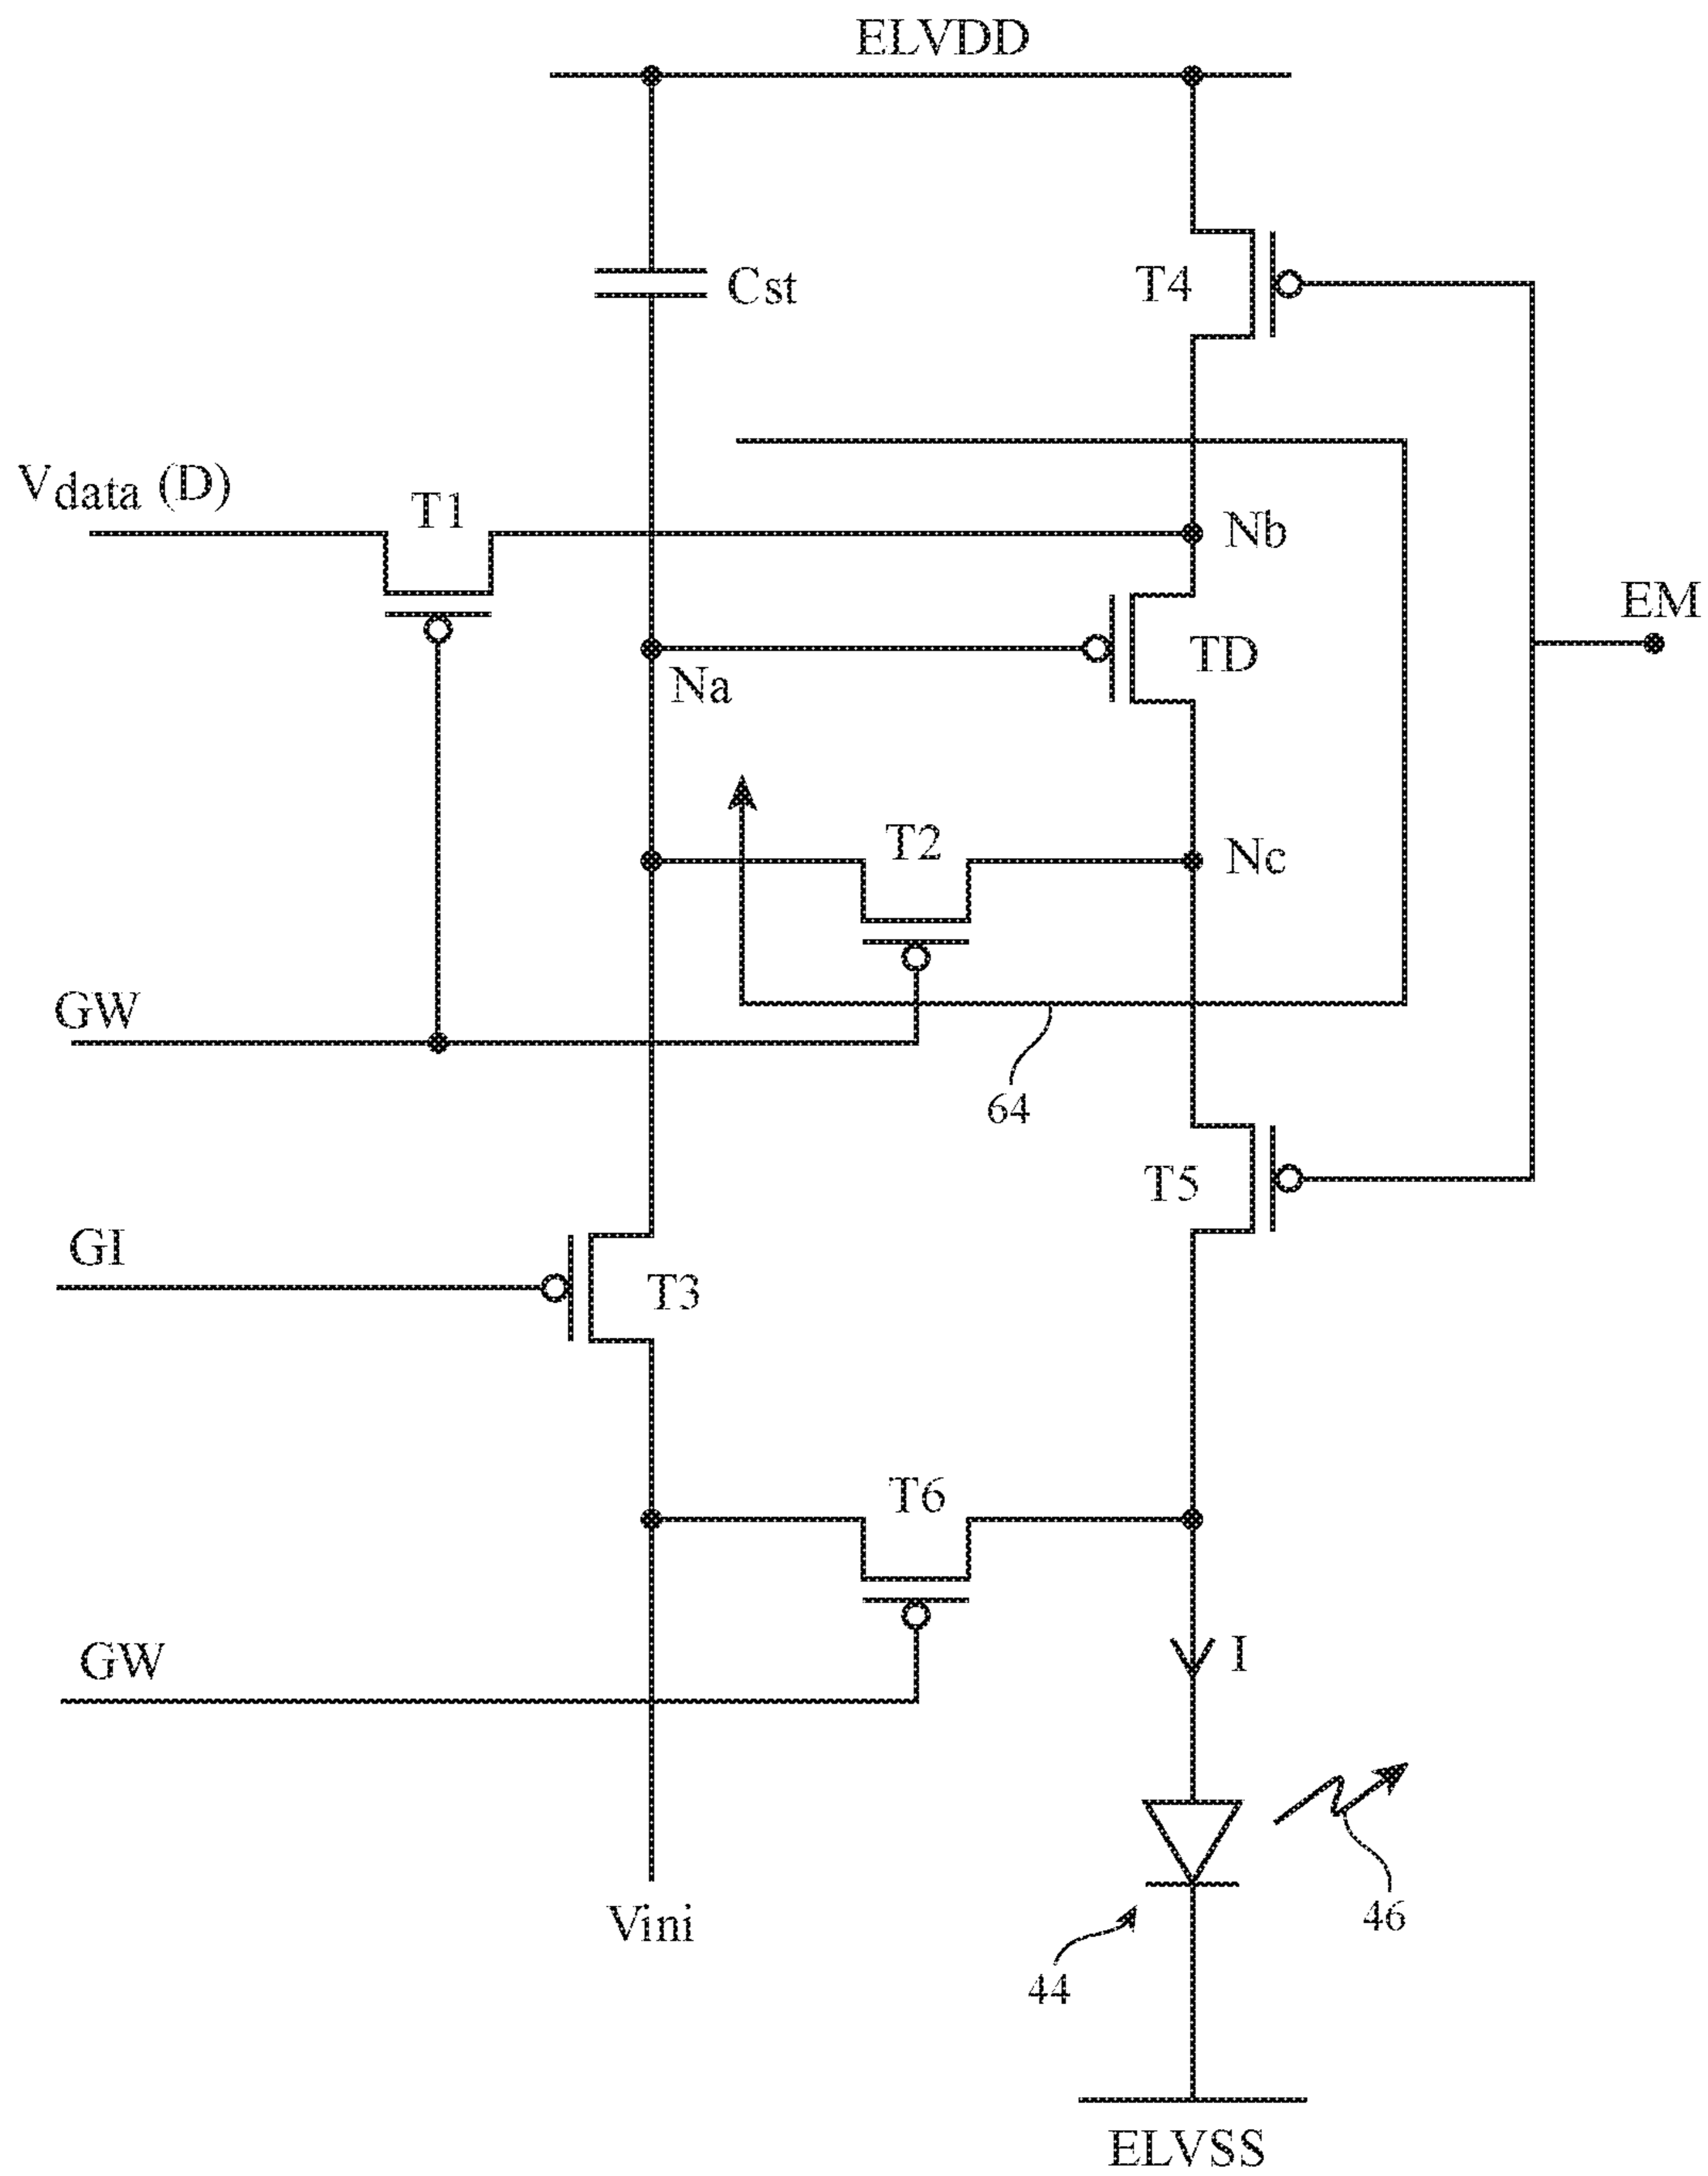 ELVDD
Cst
T4
Vdata (D)
T1
Nb
EM
TD
Na
T2
Nc
GW
64
T5
GI
T3
T6
GW
I
46
Vini
44
ELVSS